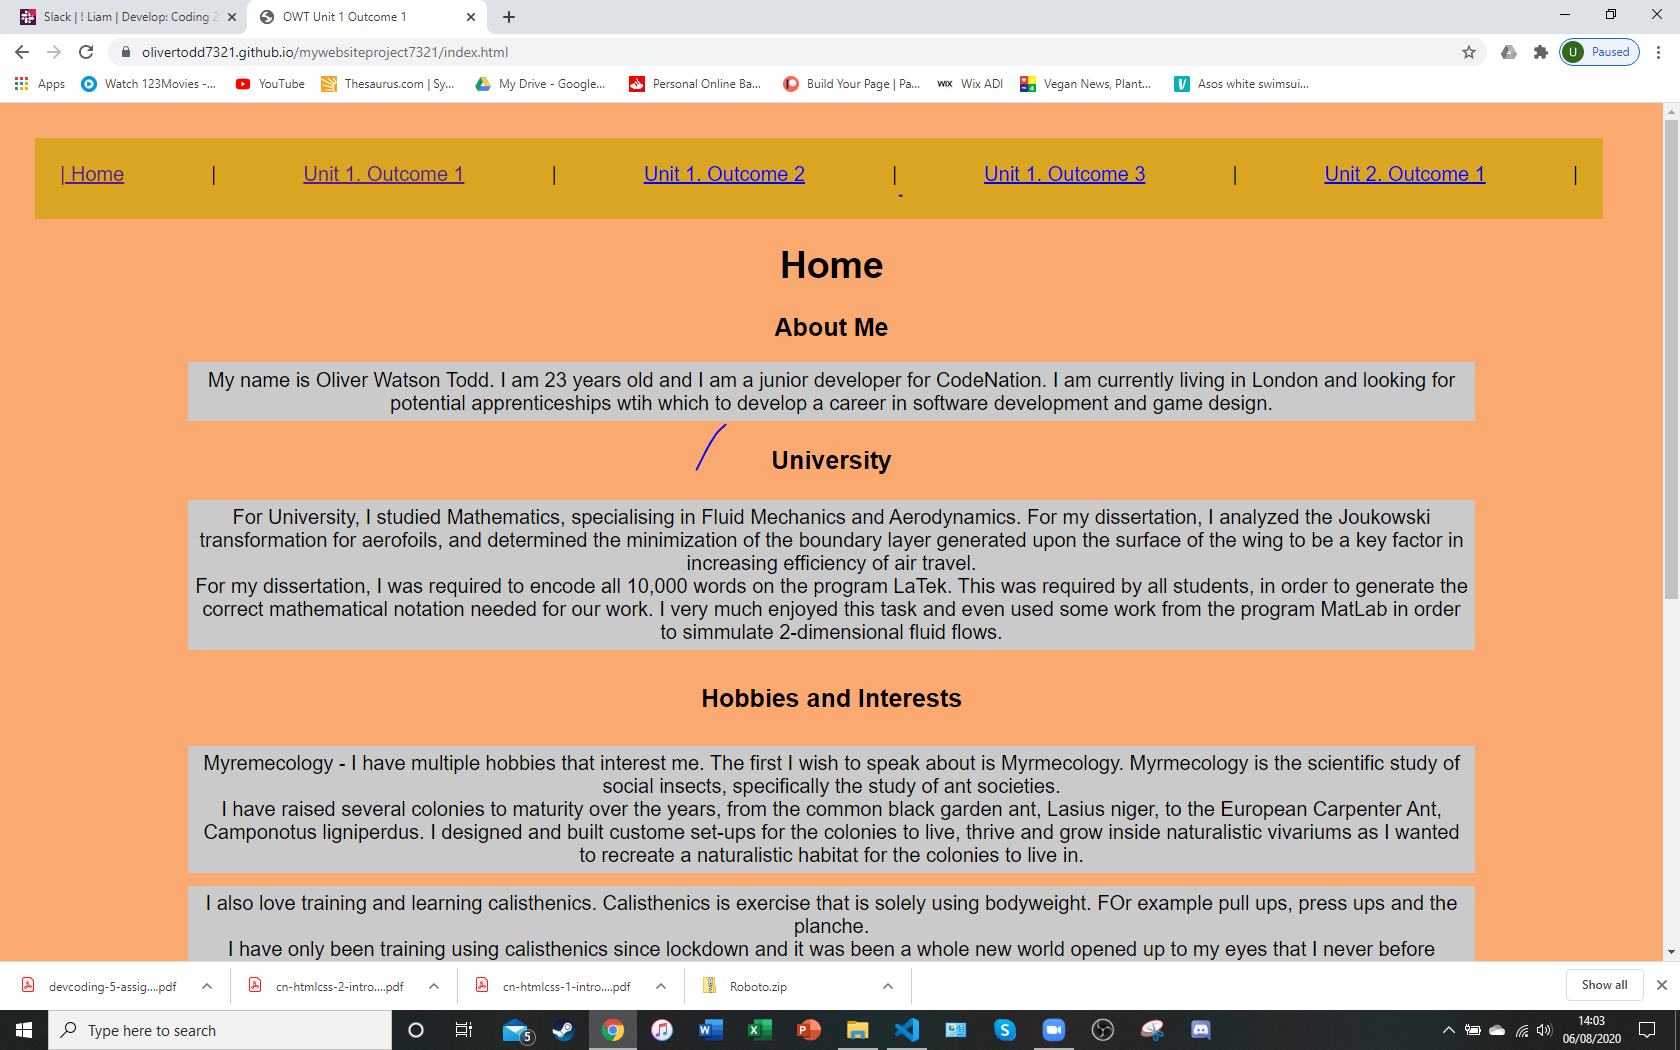 Slack | ! Liam | Develop: Coding 2
OWT Unit 1 Outcome 1
olivertodd7321.github.io/mywebsiteproject7321/index.html
U Paused
Apps
Watch 123Movies -...
YouTube
Thesaurus.com | Sy...
My Drive - Google...
Personal Online Ba...
Build Your Page | Pa...
WIX Wix ADI
Vegan News, Plant...
Asos white swimsui...
| Home | Unit 1. Outcome 1 | Unit 1. Outcome 2 | Unit 1. Outcome 3 | Unit 2. Outcome 1 |
Home
About Me
My name is Oliver Watson Todd. I am 23 years old and I am a junior developer for CodeNation. I am currently living in London and looking for
potential apprenticeships wtih which to develop a career in software development and game design.
University
For University, I studied Mathematics, specialising in Fluid Mechanics and Aerodynamics. For my dissertation, I analyzed the Joukowski
transformation for aerofoils, and determined the minimization of the boundary layer generated upon the surface of the wing to be a key factor in
increasing efficiency of air travel.
For my dissertation, I was required to encode all 10,000 words on the program LaTek. This was required by all students, in order to generate the
correct mathematical notation needed for our work. I very much enjoyed this task and even used some work from the program MatLab in order
to simmulate 2-dimensional fluid flows.
Hobbies and Interests
Myremecology - I have multiple hobbies that interest me. The first I wish to speak about is Myrmecology. Myrmecology is the scientific study of
social insects, specifically the study of ant societies.
I have raised several colonies to maturity over the years, from the common black garden ant, Lasius niger, to the European Carpenter Ant,
Camponotus ligniperdus. I designed and built custome set-ups for the colonies to live, thrive and grow inside naturalistic vivariums as I wanted
to recreate a naturalistic habitat for the colonies to live in.
I also love training and learning calisthenics. Calisthenics is exercise that is solely using bodyweight. FOr example pull ups, press ups and the
planche.
I have only been training using calisthenics since lockdown and it was been a whole new world opened up to my eyes that I never before
devcoding-5-assig....pdf
cn-htmlcss-2-intro....pdf
cn-htmlcss-1-intro....pdf
Roboto.zip
Show all
Type here to search
5
14:03
06/08/2020